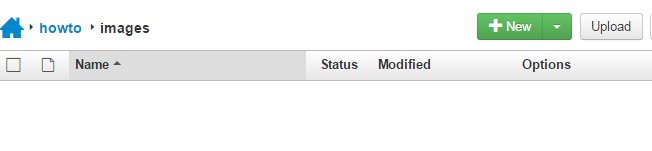 howto images New Upload
Name Status Modified Options